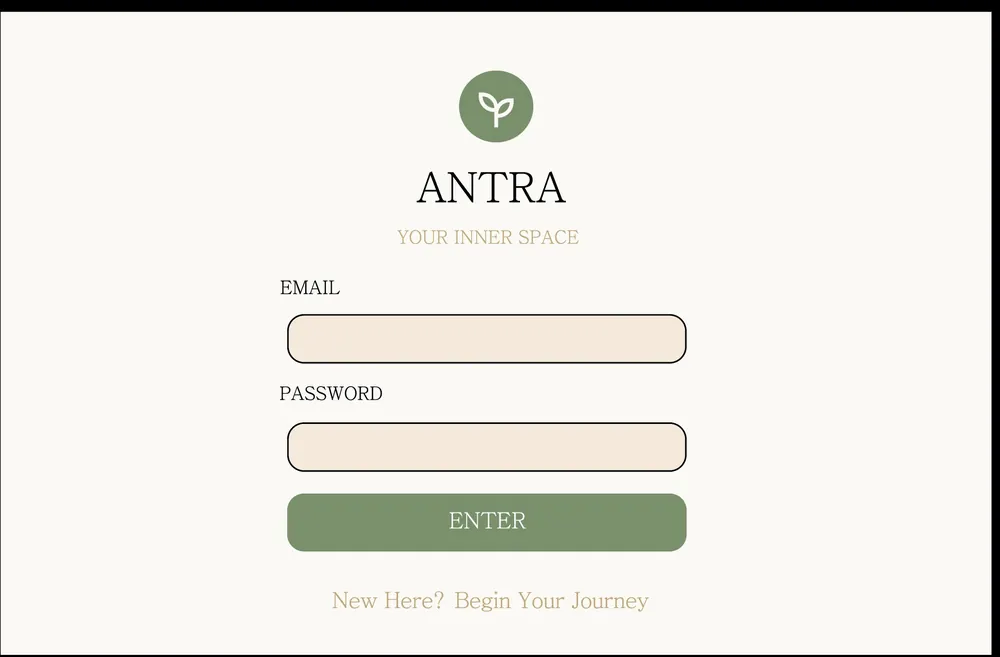 ANTRA
YOUR INNER SPACE
EMAIL
PASSWORD
ENTER
New Here? Begin Your Journey